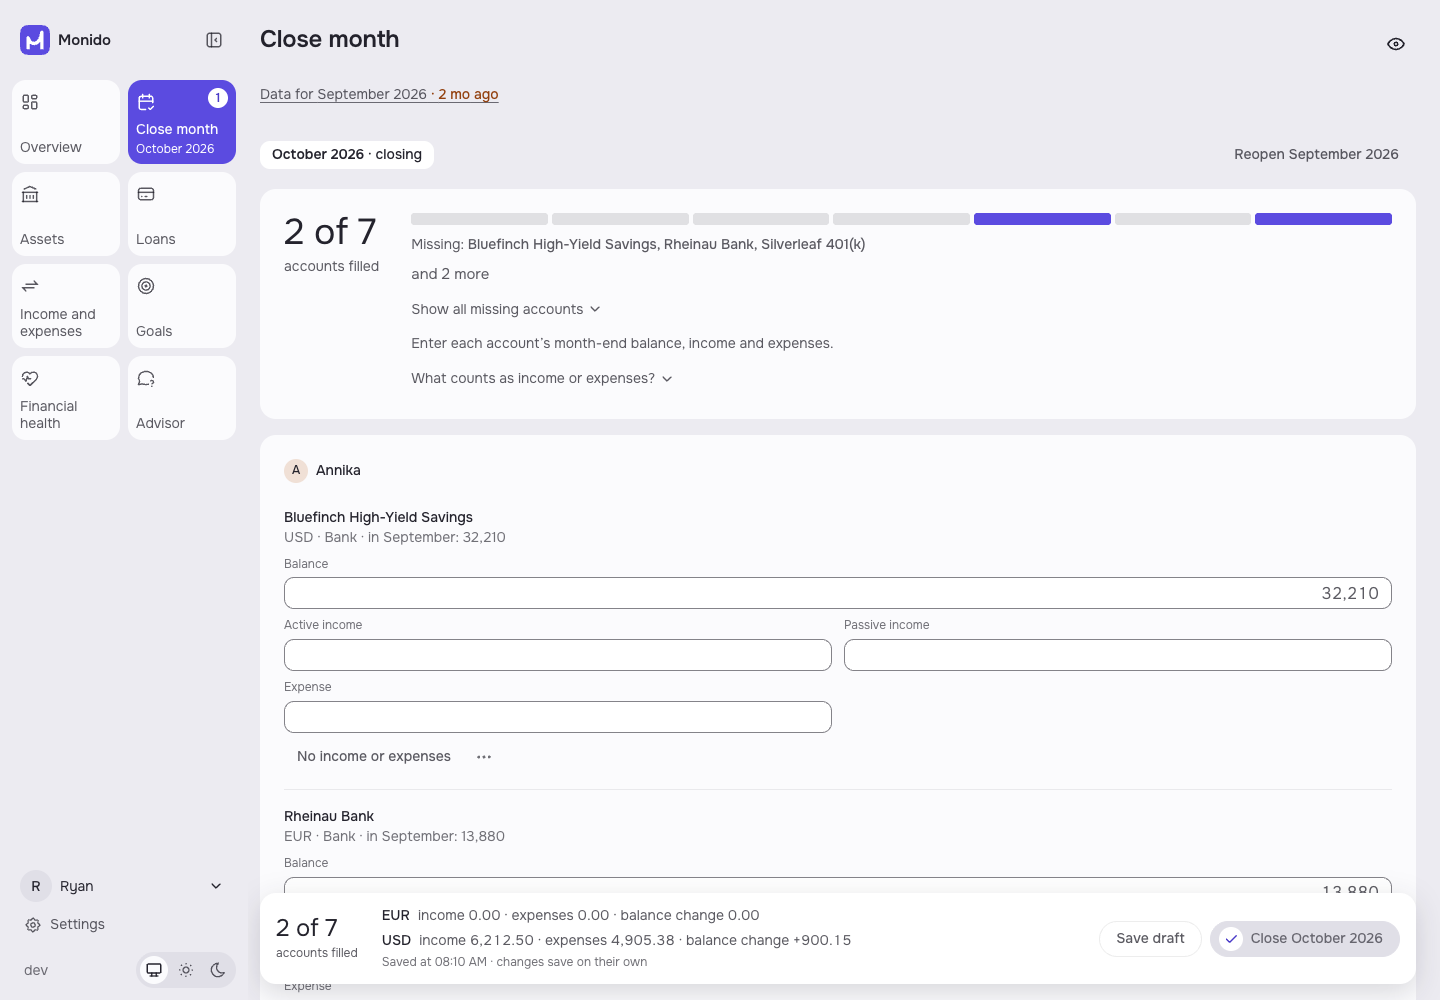 Monido
Overview
1
Close month
October 2026
Assets
Loans
Income and
expenses
Goals
Financial
health
Advisor
R
Ryan
Settings
dev
Close month
Data for September 2026 · 2 mo ago
October 2026 · closing
Reopen September 2026
2 of 7
accounts filled
Missing: Bluefinch High-Yield Savings, Rheinau Bank, Silverleaf 401(k)
and 2 more
Show all missing accounts
Enter each account’s month-end balance, income and expenses.
What counts as income or expenses?
A
Annika
Bluefinch High-Yield Savings
USD · Bank · in September: 32,210
Balance
32,210
Active income
Passive income
Expense
No income or expenses
Rheinau Bank
EUR · Bank · in September: 13,880
Balance
13,880
2 of 7
accounts filled
EUR income 0.00 · expenses 0.00 · balance change 0.00
USD income 6,212.50 · expenses 4,905.38 · balance change +900.15
Saved at 08:10 AM · changes save on their own
Save draft
Close October 2026
Expense